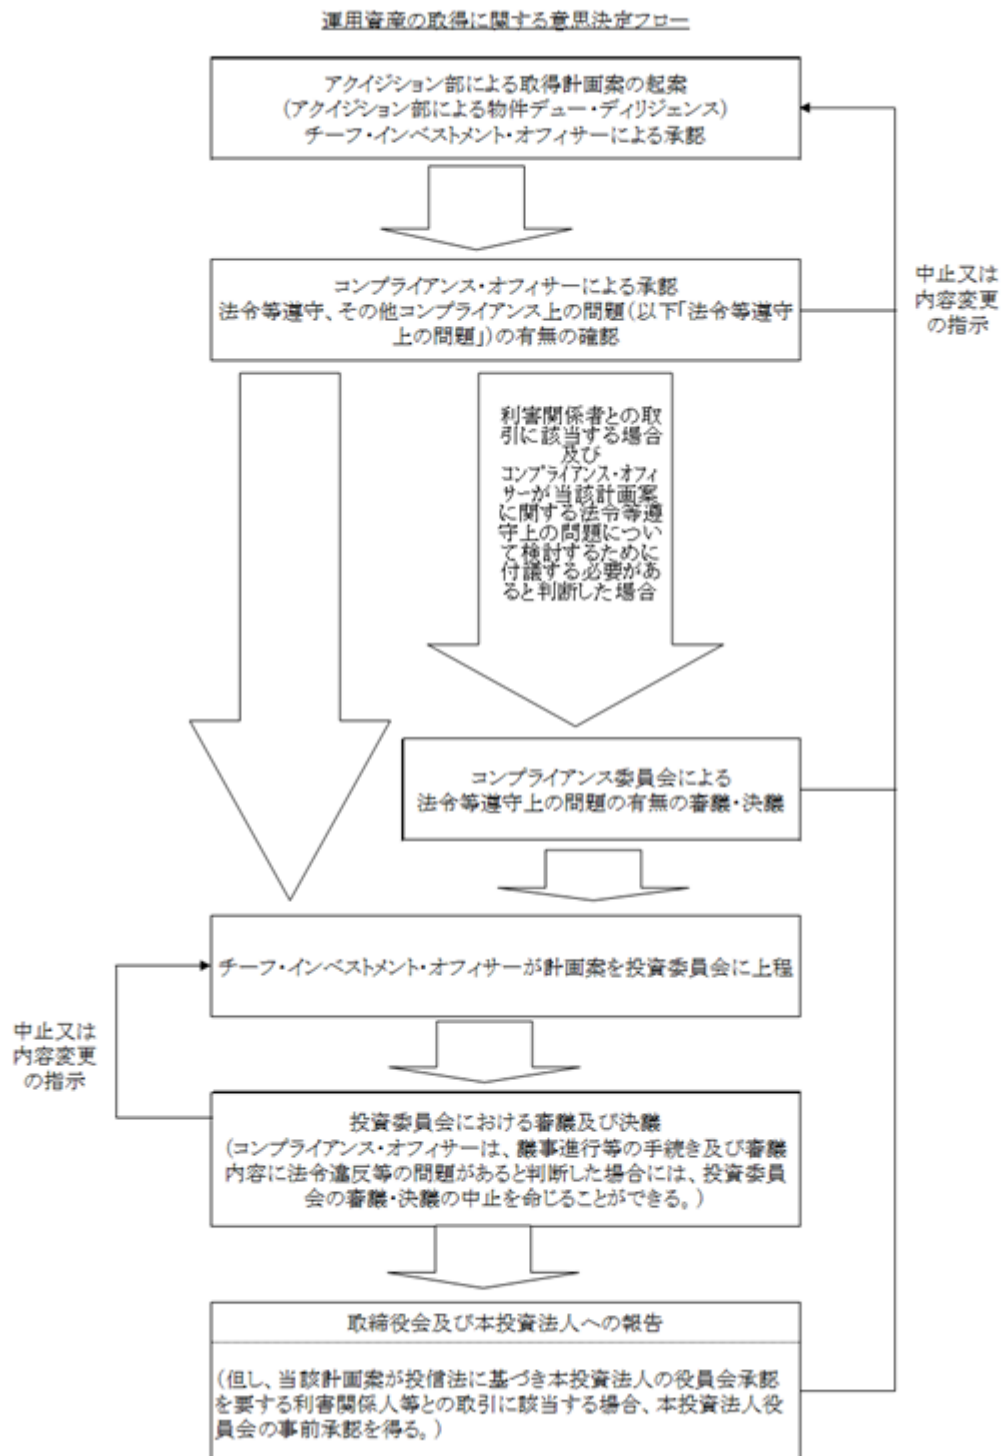 運用資産の取得に関する意思決定フロー
アクイジション部による取得計画案の起案
(アクイジション部による物件デュー・ディリジェンス)
チーフ・インベストメント・オフィサーによる承認
コンプライアンス・オフィサーによる承認
法令等遵守、その他コンプライアンス上の問題(以下「法令等遵守
上の問題」)の有無の確認
中止又は
内容変更
の指示
利害関係者との取
引に該当する場合
及び
コンプライアンス・オフィ
サーが当該計画案
に関する法令等遵
守上の問題につい
て検討するために
付議する必要があ
ると判断した場合
コンプライアンス委員会による
法令等遵守上の問題の有無の審議・決議
チーフ・インベストメント・オフィサーが計画案を投資委員会に上程
中止又は
内容変更
の指示
投資委員会における審議及び決議
(コンプライアンス・オフィサーは、議事進行等の手続き及び審議
内容に法令違反等の問題があると判断した場合には、投資委員
会の審議・決議の中止を命じることができる。)
取締役会及び本投資法人への報告
(但し、当該計画案が投信法に基づき本投資法人の役員会承認
を要する利害関係人等との取引に該当する場合、本投資法人役
員会の事前承認を得る。)